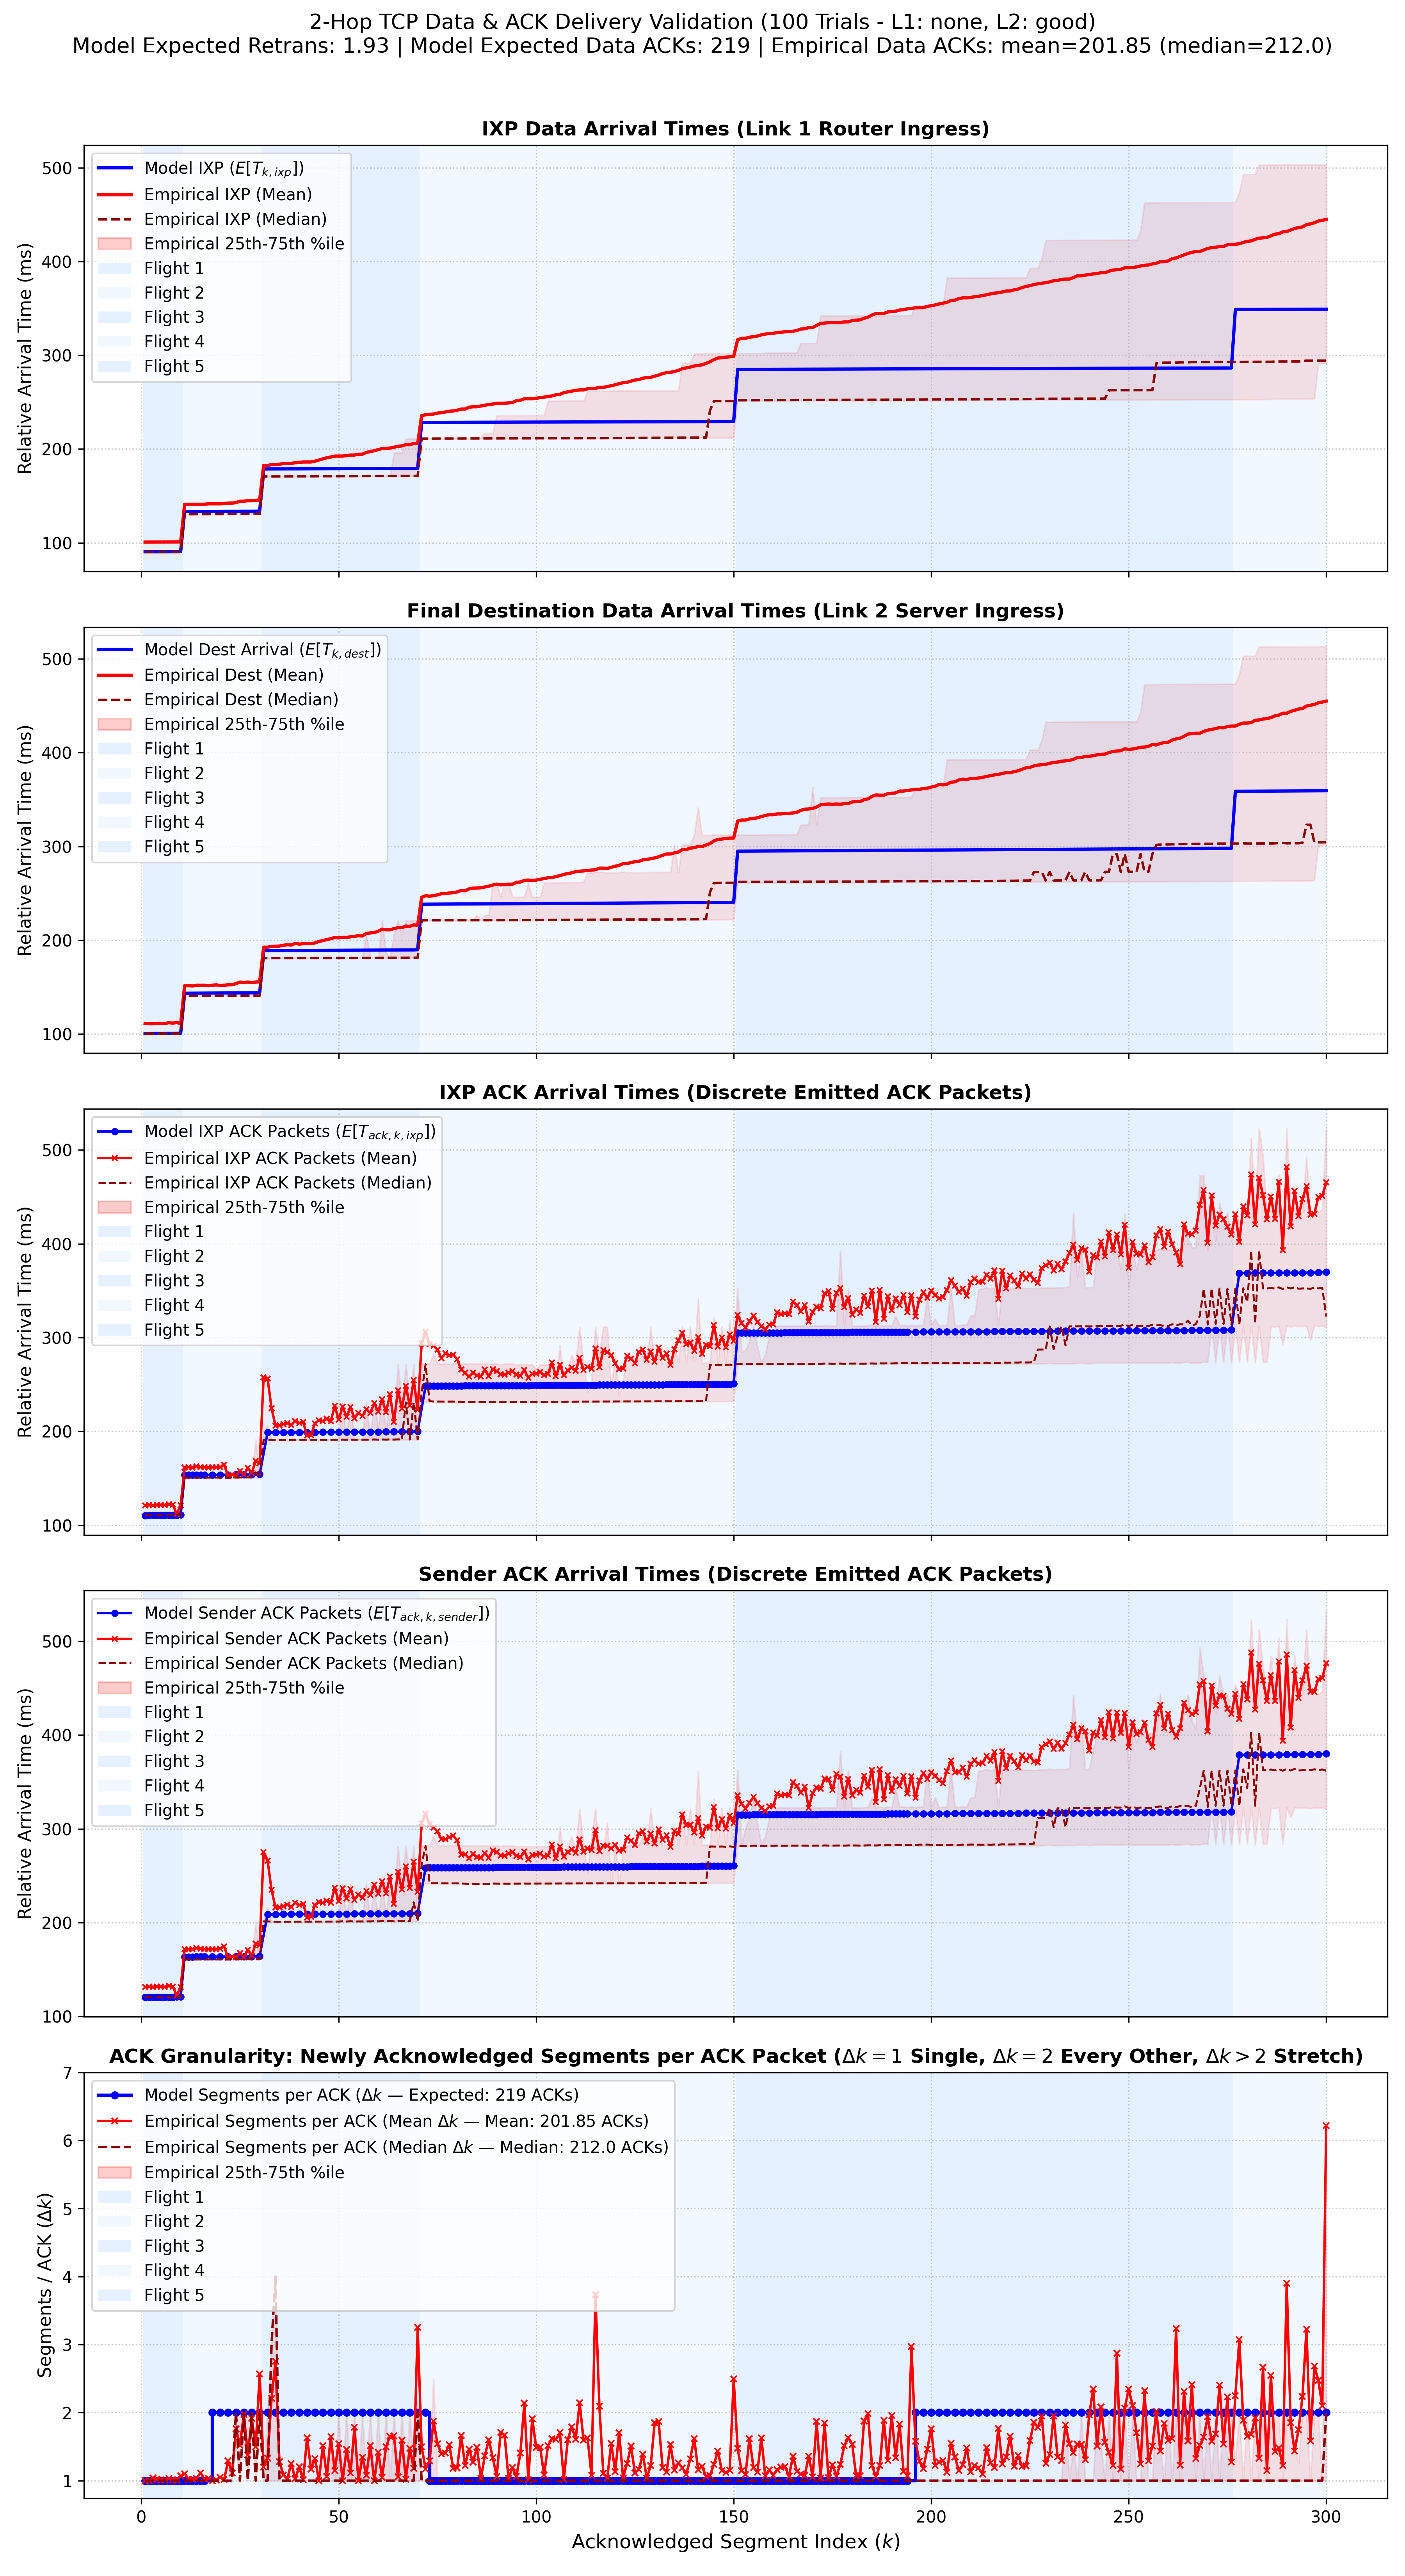 2-Hop TCP Data & ACK Delivery Validation (100 Trials - L1: none, L2: good)
Model Expected Retrans: 1.93 | Model Expected Data ACKs: 219 | Empirical Data ACKs: mean=201.85 (median=212.0)
IXP Data Arrival Times (Link 1 Router Ingress)
Relative Arrival Time (ms)
500
400
300
200
100
Model IXP (E[T_{k,ixp}])
Empirical IXP (Mean)
Empirical IXP (Median)
Empirical 25th-75th %ile
Flight 1
Flight 2
Flight 3
Flight 4
Flight 5
Final Destination Data Arrival Times (Link 2 Server Ingress)
Relative Arrival Time (ms)
500
400
300
200
100
Model Dest Arrival (E[T_{k,dest}])
Empirical Dest (Mean)
Empirical Dest (Median)
Empirical 25th-75th %ile
Flight 1
Flight 2
Flight 3
Flight 4
Flight 5
IXP ACK Arrival Times (Discrete Emitted ACK Packets)
Relative Arrival Time (ms)
500
400
300
200
100
Model IXP ACK Packets (E[T_{ack,k,ixp}])
Empirical IXP ACK Packets (Mean)
Empirical IXP ACK Packets (Median)
Empirical 25th-75th %ile
Flight 1
Flight 2
Flight 3
Flight 4
Flight 5
Sender ACK Arrival Times (Discrete Emitted ACK Packets)
Relative Arrival Time (ms)
500
400
300
200
100
Model Sender ACK Packets (E[T_{ack,k,sender}])
Empirical Sender ACK Packets (Mean)
Empirical Sender ACK Packets (Median)
Empirical 25th-75th %ile
Flight 1
Flight 2
Flight 3
Flight 4
Flight 5
ACK Granularity: Newly Acknowledged Segments per ACK Packet (Δk = 1 Single, Δk = 2 Every Other, Δk > 2 Stretch)
Segments / ACK (Δk)
7
6
5
4
3
2
1
Model Segments per ACK (Δk — Expected: 219 ACKs)
Empirical Segments per ACK (Mean Δk — Mean: 201.85 ACKs)
Empirical Segments per ACK (Median Δk — Median: 212.0 ACKs)
Empirical 25th-75th %ile
Flight 1
Flight 2
Flight 3
Flight 4
Flight 5
0 50 100 150 200 250 300
Acknowledged Segment Index (k)